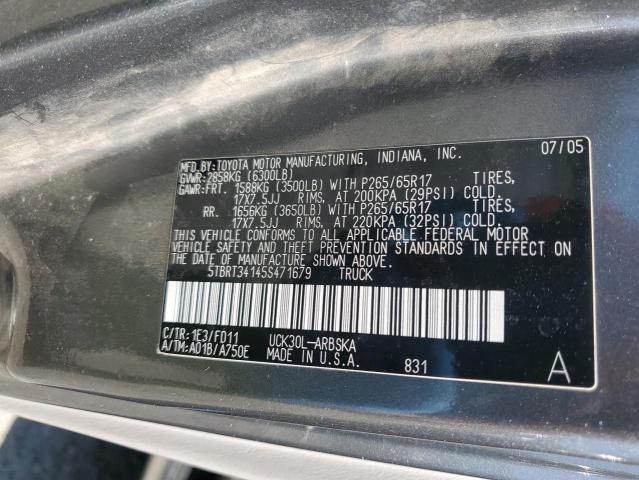 MFD.BY: TOYOTA MOTOR MANUFACTURING, INDIANA, INC. 07/05
GVWR: 2858KG (6300LB)
GAWR: FRT. 1588KG (3500LB) WITH P265/65R17 TIRES,
17X7.5JJ RIMS, AT 200KPA (29PSI) COLD.
RR. 1656KG (3650LB) WITH P265/65R17 TIRES,
17X7.5JJ RIMS, AT 220KPA (32PSI) COLD.
THIS VEHICLE CONFORMS TO ALL APPLICABLE FEDERAL MOTOR
VEHICLE SAFETY AND THEFT PREVENTION STANDARDS IN EFFECT ON
THE DATE OF MANUFACTURE SHOWN ABOVE.
5TBRT34145S471679 TRUCK
C/TR: 1E3/FD11 UCK30L-ARBSKA
A/TM: A01B/A750E MADE IN U.S.A. 831 A